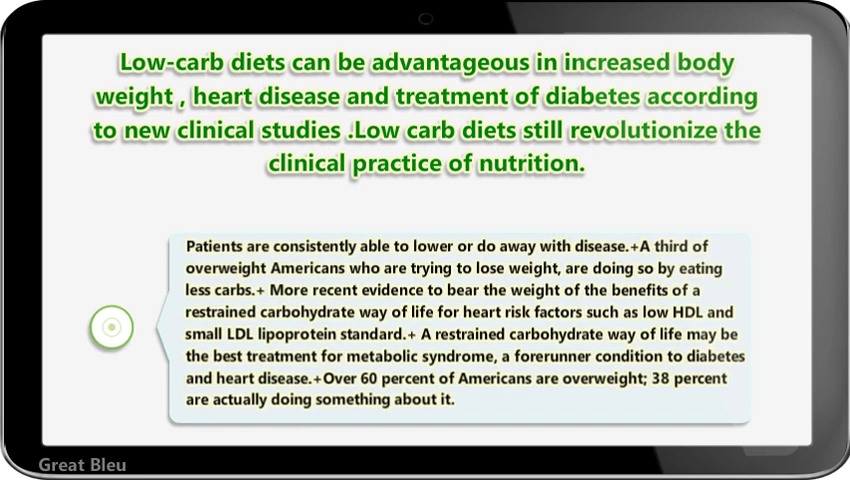 Low-carb diets can be advantageous in increased body
weight , heart disease and treatment of diabetes according
to new clinical studies .Low carb diets still revolutionize the
clinical practice of nutrition.
Patients are consistently able to lower or do away with disease.+A third of
overweight Americans who are trying to lose weight, are doing so by eating
less carbs.+ More recent evidence to bear the weight of the benefits of a
restrained carbohydrate way of life for heart risk factors such as low HDL and
small LDL lipoprotein standard.+ A restrained carbohydrate way of life may be
the best treatment for metabolic syndrome, a forerunner condition to diabetes
and heart disease.+Over 60 percent of Americans are overweight; 38 percent
are actually doing something about it.
Great Bleu